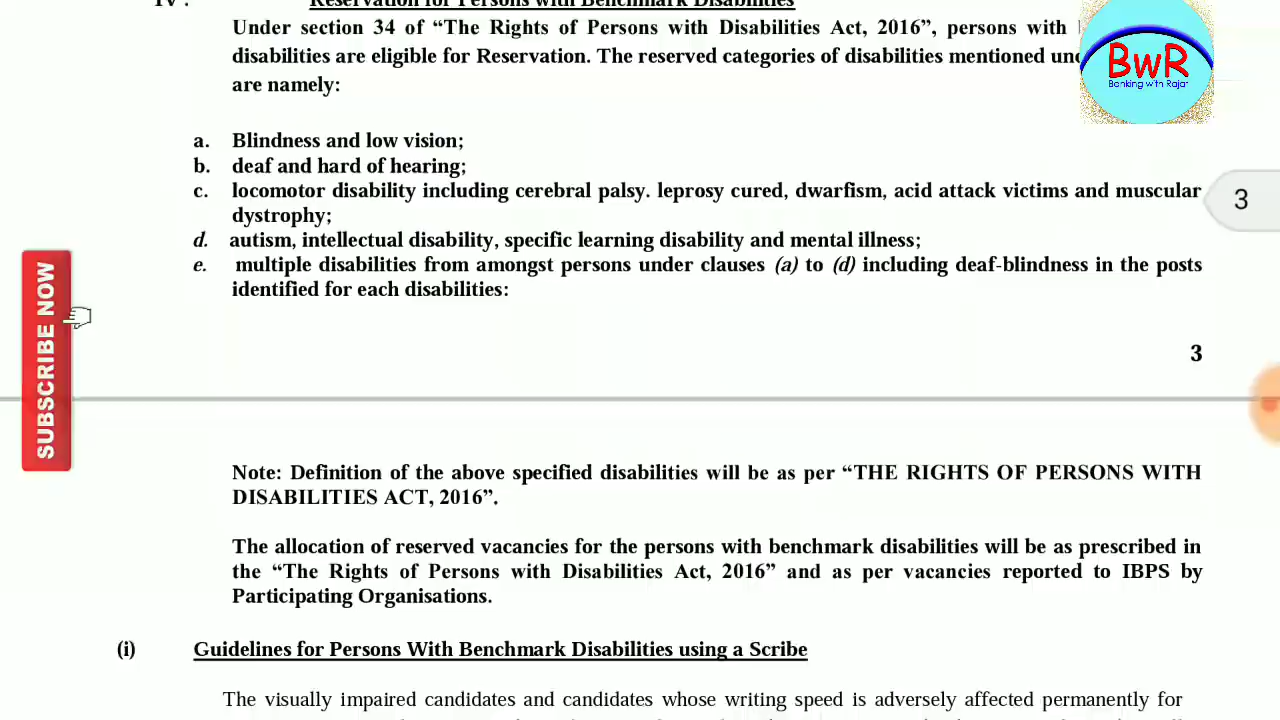 IV . Reservation for Persons with Benchmark Disabilities
Under section 34 of “The Rights of Persons with Disabilities Act, 2016”, persons with
disabilities are eligible for Reservation. The reserved categories of disabilities mentioned
are namely:
BwR
Banking with Rajat
a. Blindness and low vision;
b. deaf and hard of hearing;
c. locomotor disability including cerebral palsy. leprosy cured, dwarfism, acid attack victims and muscular
dystrophy;
d. autism, intellectual disability, specific learning disability and mental illness;
e. multiple disabilities from amongst persons under clauses (a) to (d) including deaf-blindness in the posts
identified for each disabilities:
3
SUBSCRIBE NOW
3
Note: Definition of the above specified disabilities will be as per “THE RIGHTS OF PERSONS WITH
DISABILITIES ACT, 2016”.
The allocation of reserved vacancies for the persons with benchmark disabilities will be as prescribed in
the “The Rights of Persons with Disabilities Act, 2016” and as per vacancies reported to IBPS by
Participating Organisations.
(i) Guidelines for Persons With Benchmark Disabilities using a Scribe
The visually impaired candidates and candidates whose writing speed is adversely affected permanently for